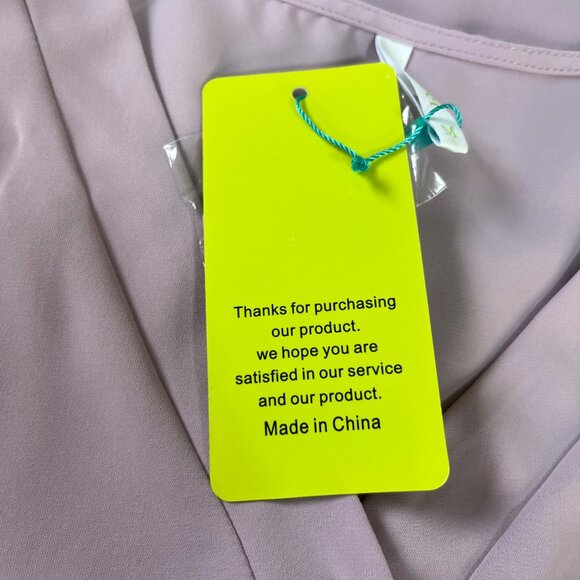 Thanks for purchasing
our product.
we hope you are
satisfied in our service
and our product.
Made in China
M